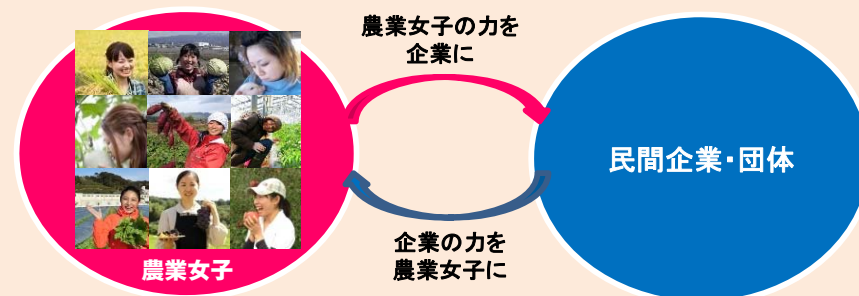 農業女子の力を
企業に
民間企業・団体
企業の力を
農業女子に
農業女子